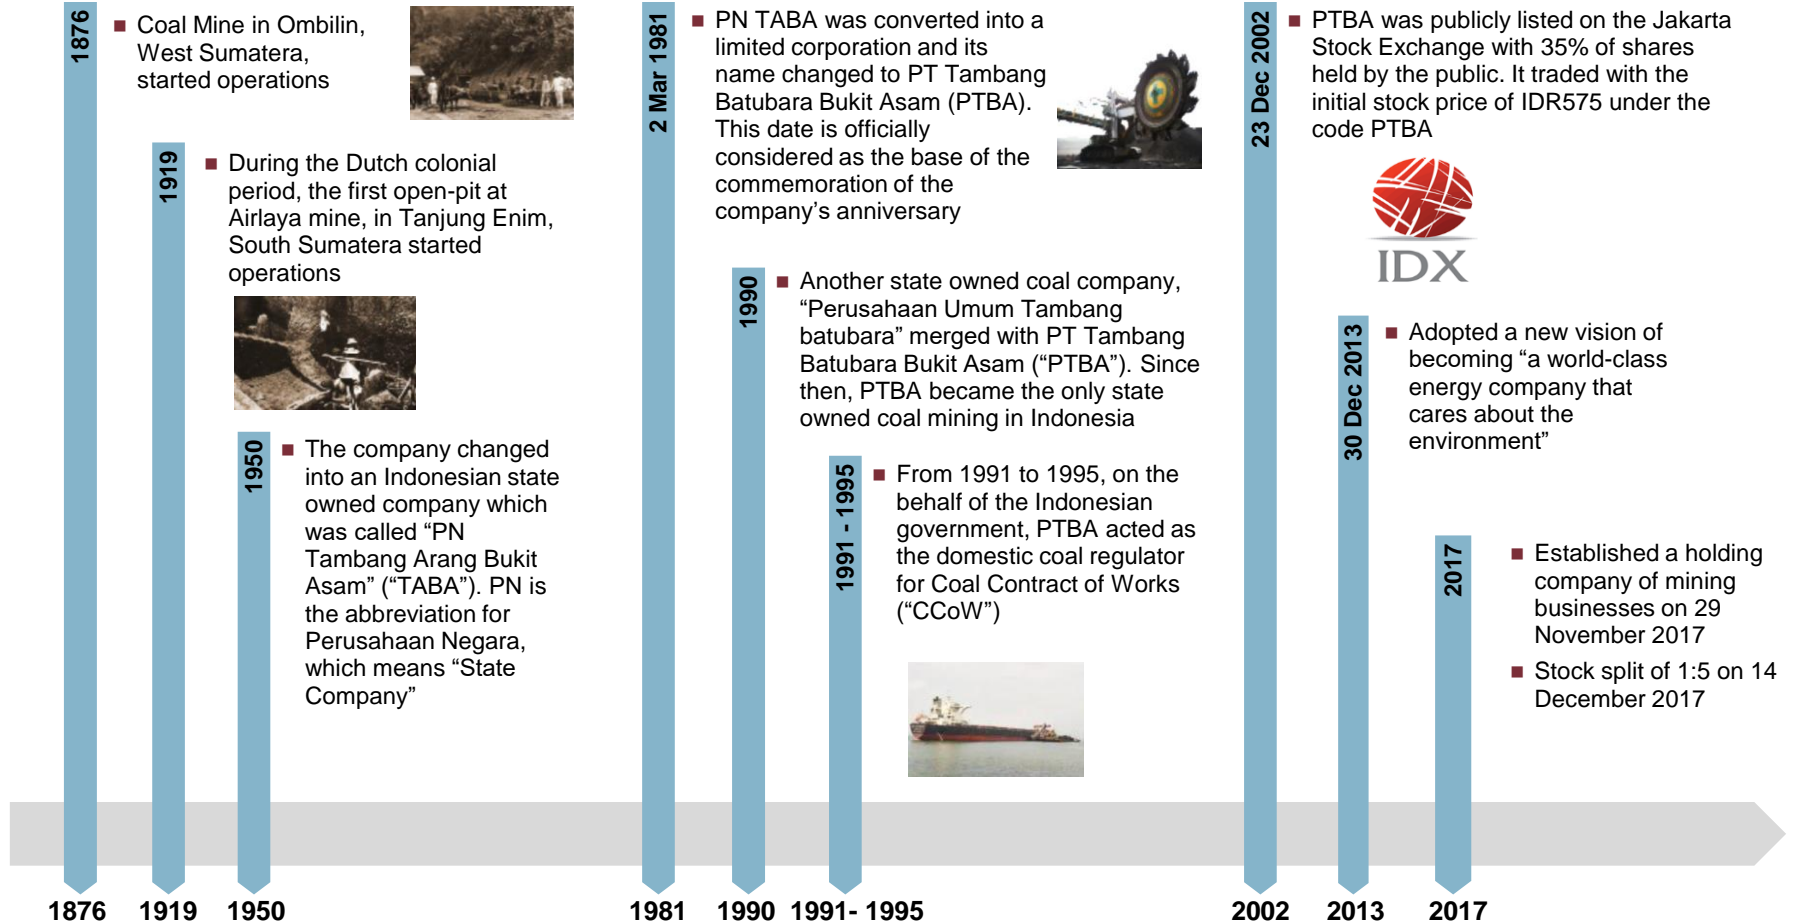 1876
Coal Mine in Ombilin,
West Sumatera,
started operations
1919
During the Dutch colonial
period, the first open-pit at
Airlaya mine, in Tanjung Enim,
South Sumatera started
operations
1950
The company changed
into an Indonesian state
owned company which
was called “PN
Tambang Arang Bukit
Asam” (“TABA”). PN is
the abbreviation for
Perusahaan Negara,
which means “State
Company”
2 Mar 1981
PN TABA was converted into a
limited corporation and its
name changed to PT Tambang
Batubara Bukit Asam (PTBA).
This date is officially
considered as the base of the
commemoration of the
company’s anniversary
1990
Another state owned coal company,
“Perusahaan Umum Tambang
batubara” merged with PT Tambang
Batubara Bukit Asam (“PTBA”). Since
then, PTBA became the only state
owned coal mining in Indonesia
1991 - 1995
From 1991 to 1995, on the
behalf of the Indonesian
government, PTBA acted as
the domestic coal regulator
for Coal Contract of Works
(“CCoW”)
23 Dec 2002
PTBA was publicly listed on the Jakarta
Stock Exchange with 35% of shares
held by the public. It traded with the
initial stock price of IDR575 under the
code PTBA
IDX
30 Dec 2013
Adopted a new vision of
becoming “a world-class
energy company that
cares about the
environment”
2017
Established a holding
company of mining
businesses on 29
November 2017
Stock split of 1:5 on 14
December 2017
1876 1919 1950 1981 1990 1991- 1995 2002 2013 2017